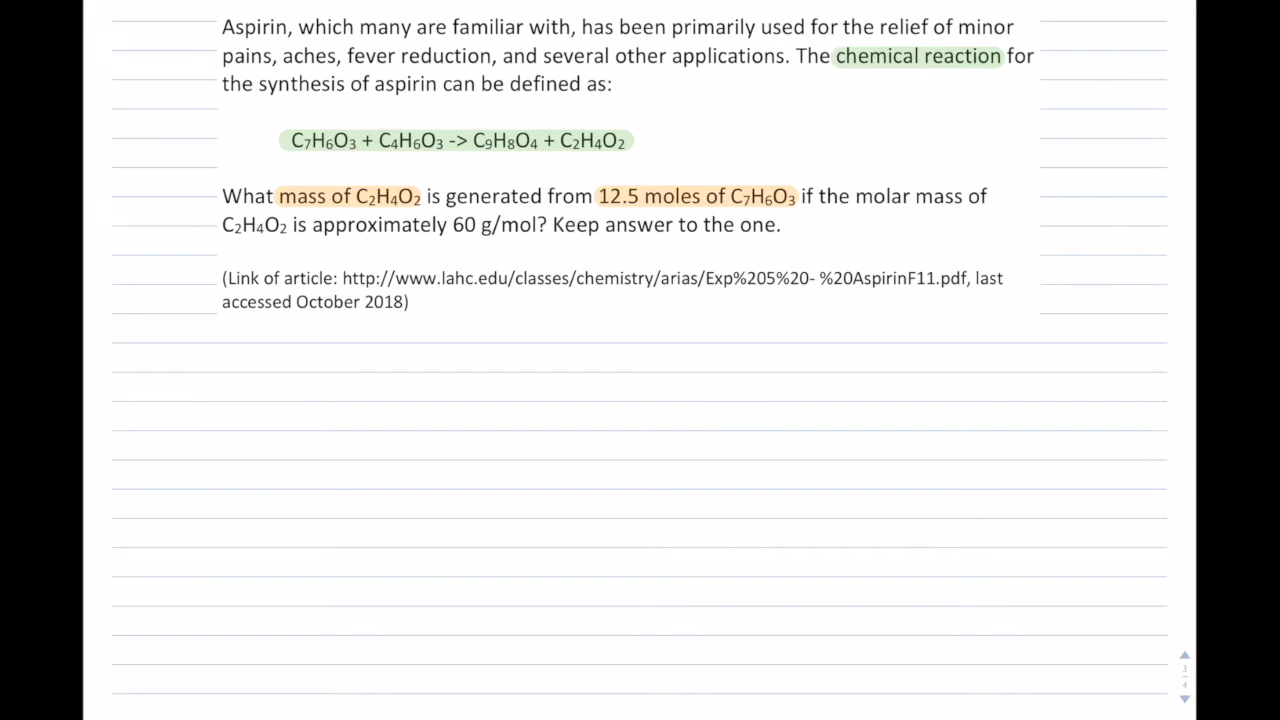 Aspirin, which many are familiar with, has been primarily used for the relief of minor
pains, aches, fever reduction, and several other applications. The chemical reaction for
the synthesis of aspirin can be defined as:
C₇H₆O₃ + C₄H₆O₃ -> C₉H₈O₄ + C₂H₄O₂
What mass of C₂H₄O₂ is generated from 12.5 moles of C₇H₆O₃ if the molar mass of
C₂H₄O₂ is approximately 60 g/mol? Keep answer to the one.
(Link of article: http://www.lahc.edu/classes/chemistry/arias/Exp%205%20- %20AspirinF11.pdf, last
accessed October 2018)
3
4